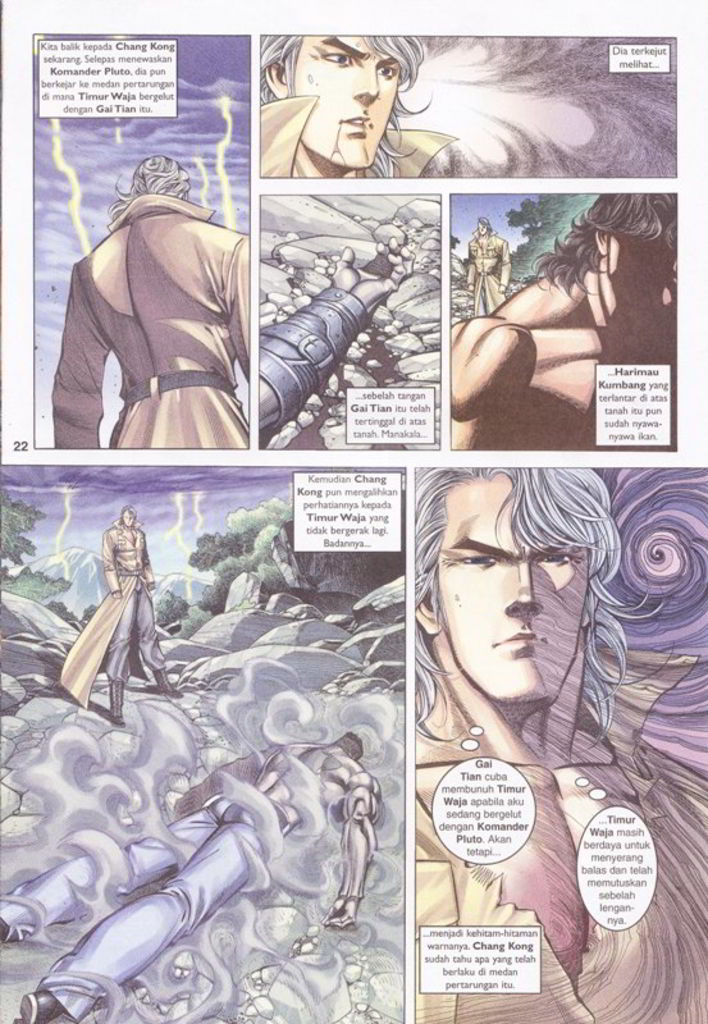 Kita balik kepada Chang Kong
sekarang. Selepas menewaskan
Komander Pluto, dia pun
berkejar ke medan pertarungan
di mana Timur Waja bergelut
dengan Gai Tian itu.
Dia terkejut
melihat...
...sebelah tangan
Gai Tian itu telah
tertinggal di atas
tanah. Manakala...
...Harimau
Kumbang yang
terlantar di atas
tanah itu pun
sudah nyawa-
nyawa ikan.
22
Kemudian Chang
Kong pun mengalihkan
perhatiannya kepada
Timur Waja yang
tidak bergerak lagi.
Badannya...
Gai
Tian cuba
membunuh Timur
Waja apabila aku
sedang bergelut
dengan Komander
Pluto. Akan
tetapi...
...Timur
Waja masih
berdaya untuk
menyerang
balas dan telah
memutuskan
sebelah
lengan-
nya.
...menjadi kehitam-hitaman
warnanya. Chang Kong
sudah tahu apa yang telah
berlaku di medan
pertarungan itu.